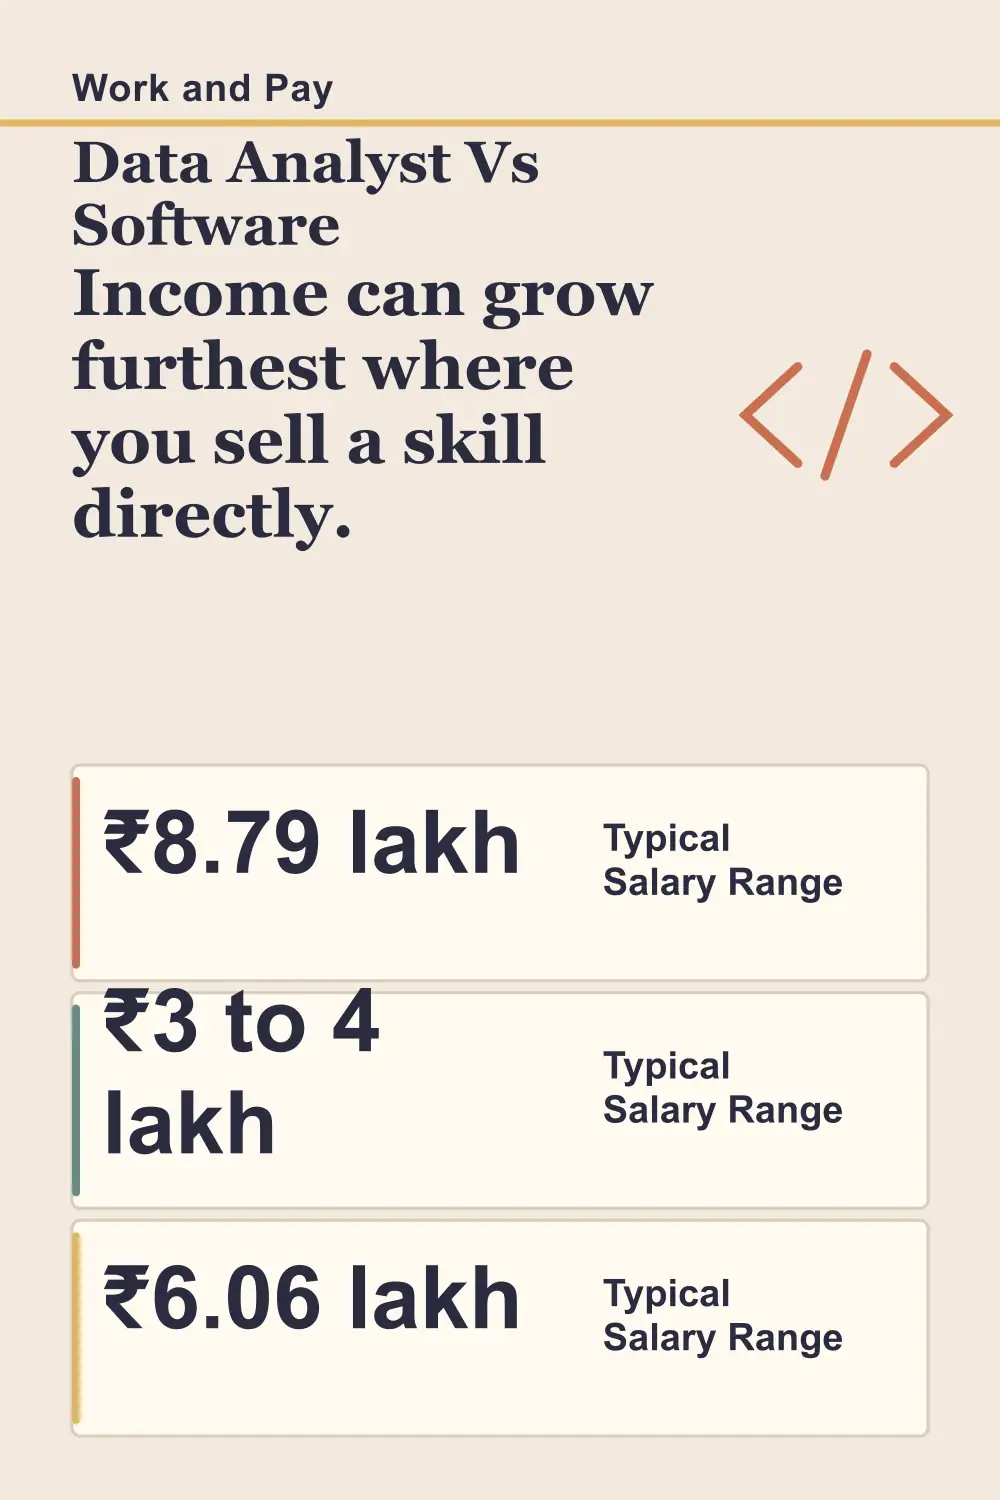 Work and Pay
Data Analyst Vs
Software
Income can grow
furthest where
you sell a skill
directly.
₹8.79 lakh
Typical
Salary Range
₹3 to 4
lakh
Typical
Salary Range
₹6.06 lakh
Typical
Salary Range